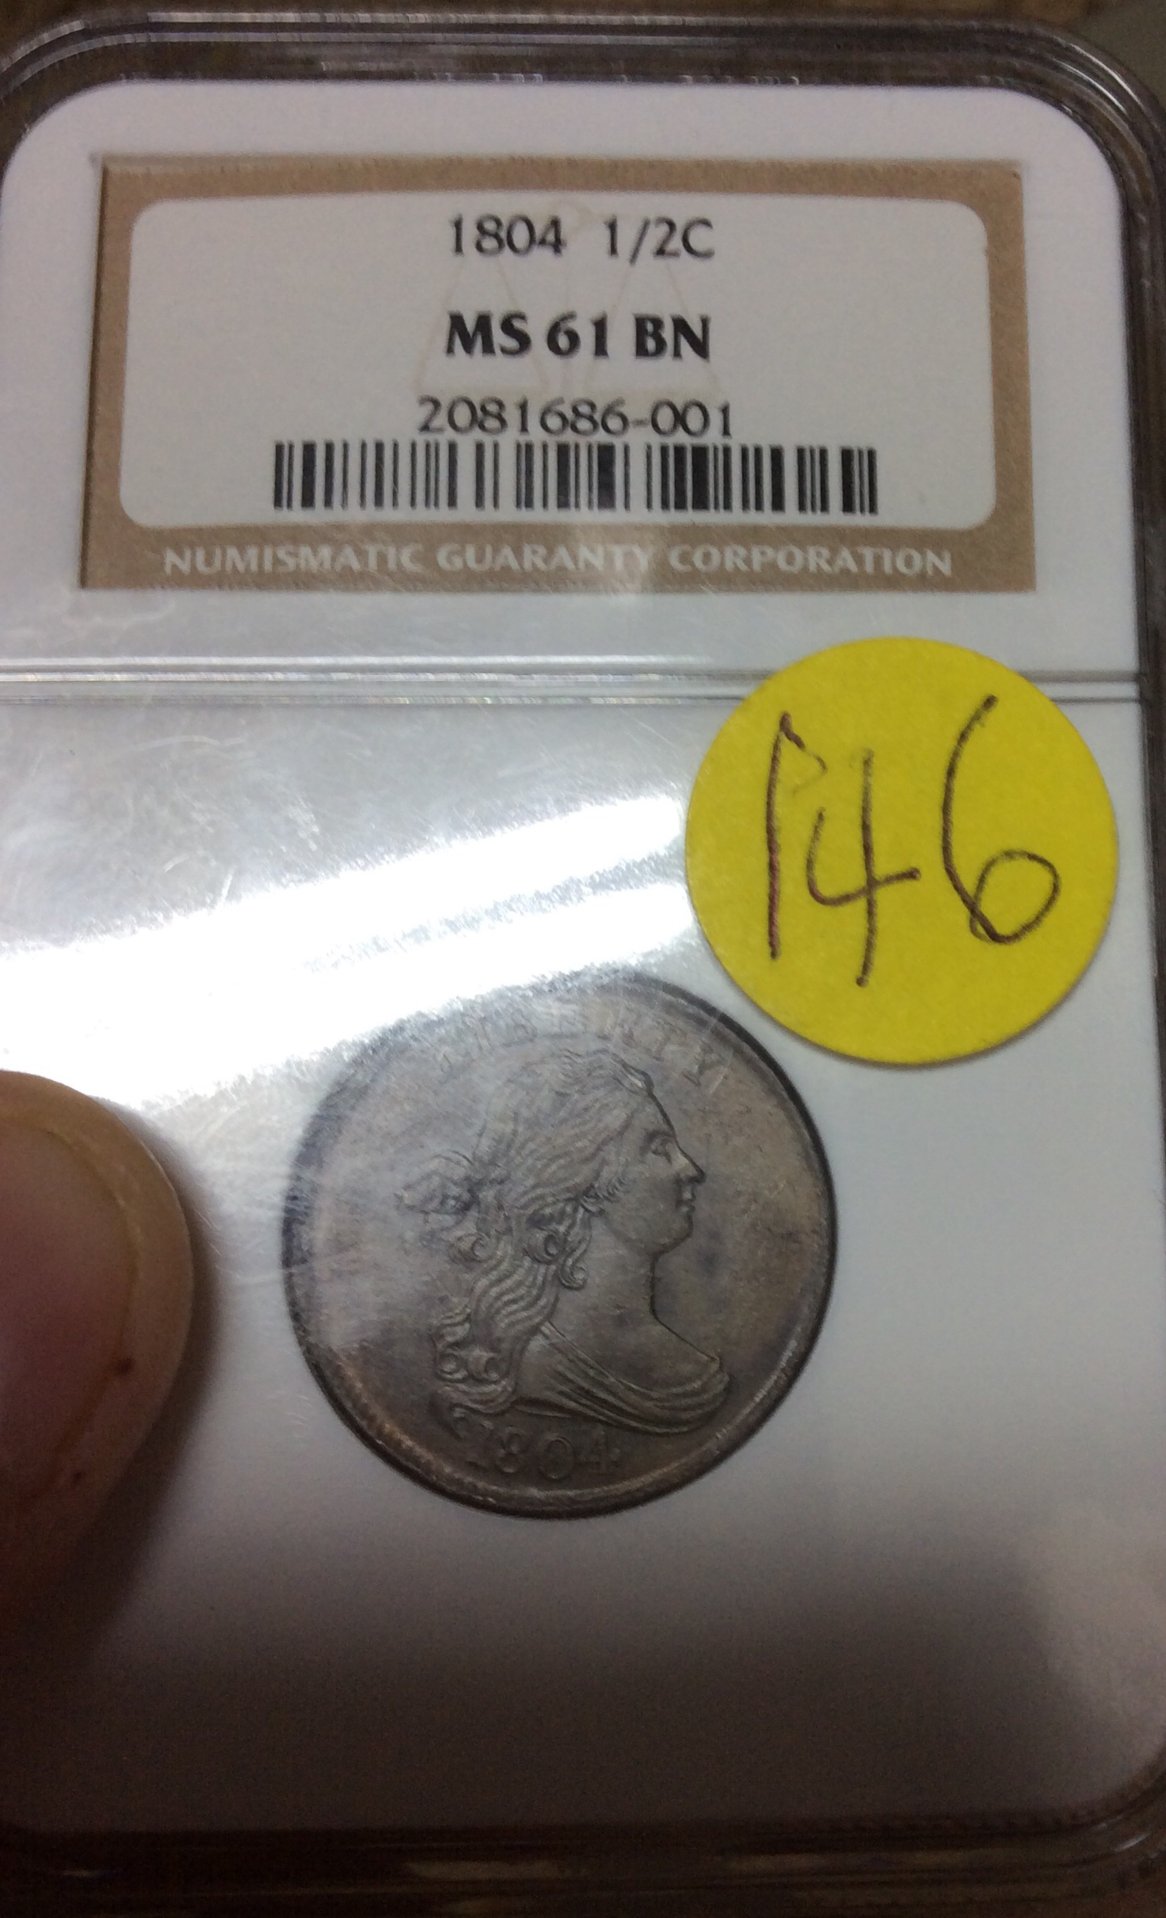 1804 1/2C
MS 61 BN
2081686-001
NUMISMATIC GUARANTY CORPORATION
146
LIBERTY
1804